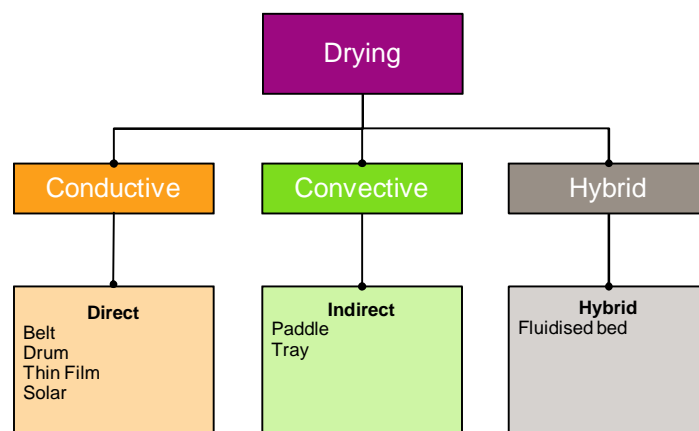 Drying
Conductive
Convective
Hybrid
Direct
Belt
Drum
Thin Film
Solar
Indirect
Paddle
Tray
Hybrid
Fluidised bed